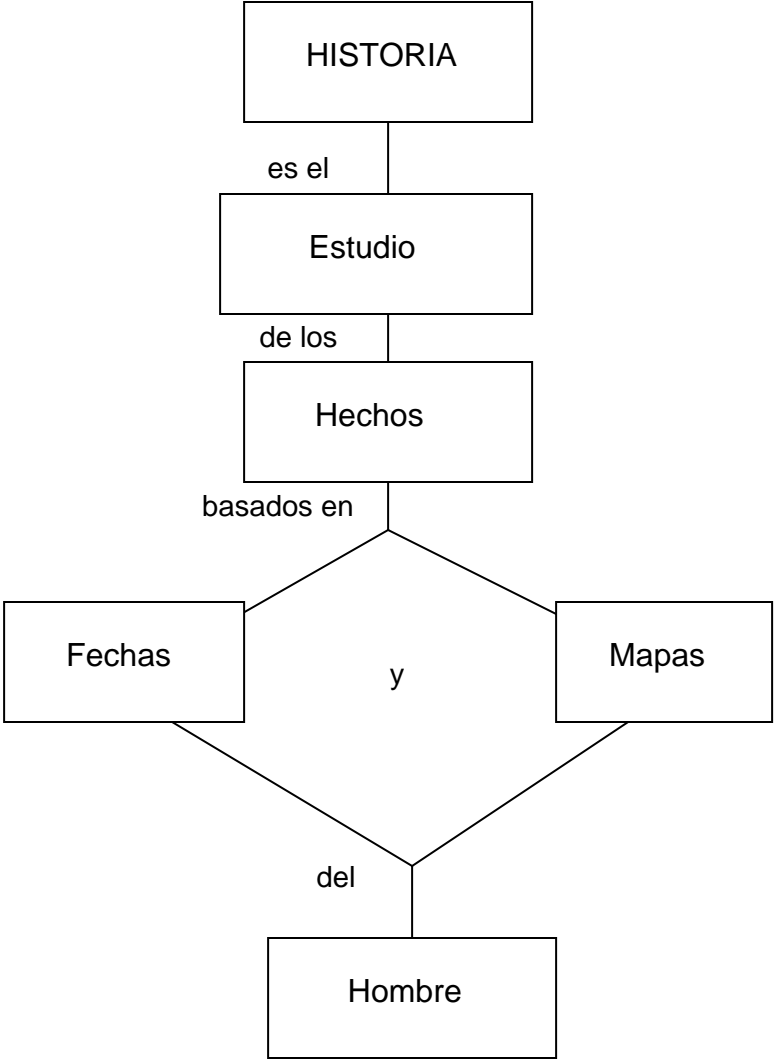 HISTORIA
es el
Estudio
de los
Hechos
basados en
Fechas
y
Mapas
del
Hombre